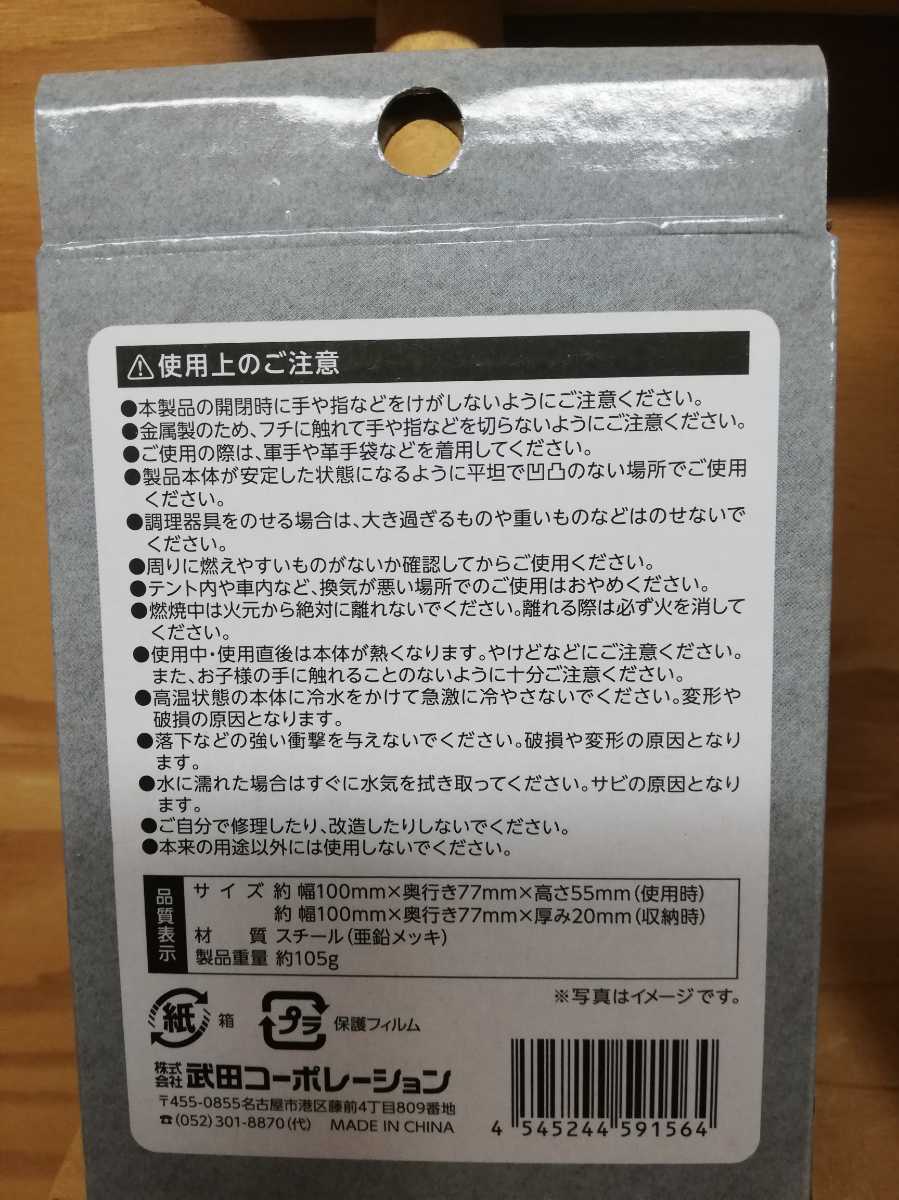 ⚠使用上のご注意
●本製品の開閉時に手や指などをけがしないようにご注意ください。
●金属製のため、フチに触れて手や指などを切らないようにご注意ください。
●ご使用の際は、軍手や革手袋などを着用してください。
●製品本体が安定した状態になるように平坦で凹凸のない場所でご使用
ください。
●調理器具をのせる場合は、大き過ぎるものや重いものなどはのせないで
ください。
●周りに燃えやすいものがないか確認してからご使用ください。
●テント内や車内など、換気が悪い場所でのご使用はおやめください。
●燃焼中は火元から絶対に離れないでください。離れる際は必ず火を消して
ください。
●使用中・使用直後は本体が熱くなります。やけどなどにご注意ください。
また、お子様の手に触れることのないように十分ご注意ください。
●高温状態の本体に冷水をかけて急激に冷やさないでください。変形や
破損の原因となります。
●落下などの強い衝撃を与えないでください。破損や変形の原因となり
ます。
●水に濡れた場合はすぐに水気を拭き取ってください。サビの原因となり
ます。
●ご自分で修理したり、改造したりしないでください。
●本来の用途以外には使用しないでください。
品質表示
サイズ 約 幅100mm×奥行き77mm×高さ55mm(使用時)
約 幅100mm×奥行き77mm×厚み20mm(収納時)
材質 スチール(亜鉛メッキ)
製品重量 約105g
※写真はイメージです。
紙 箱
プラ 保護フィルム
株式会社 武田コーポレーション
〒455-0855名古屋市港区藤前4丁目809番地
☎(052)301-8870(代) MADE IN CHINA
4 545244 591564